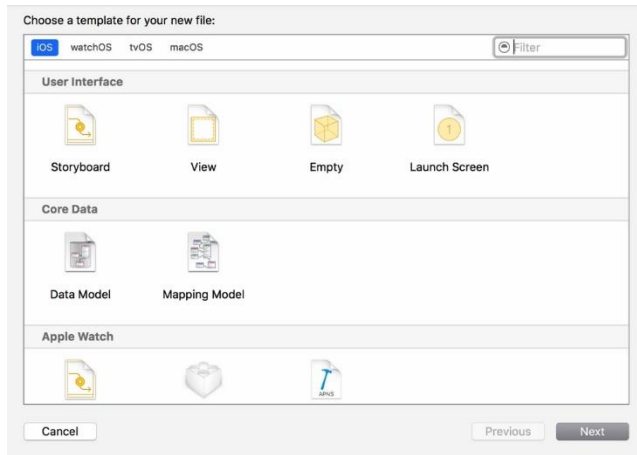 Choose a template for your new file:
iOS watchOS tvOS macOS Filter
User Interface
1
Storyboard View Empty Launch Screen
Core Data
Data Model Mapping Model
Apple Watch
APNS
Cancel Previous Next